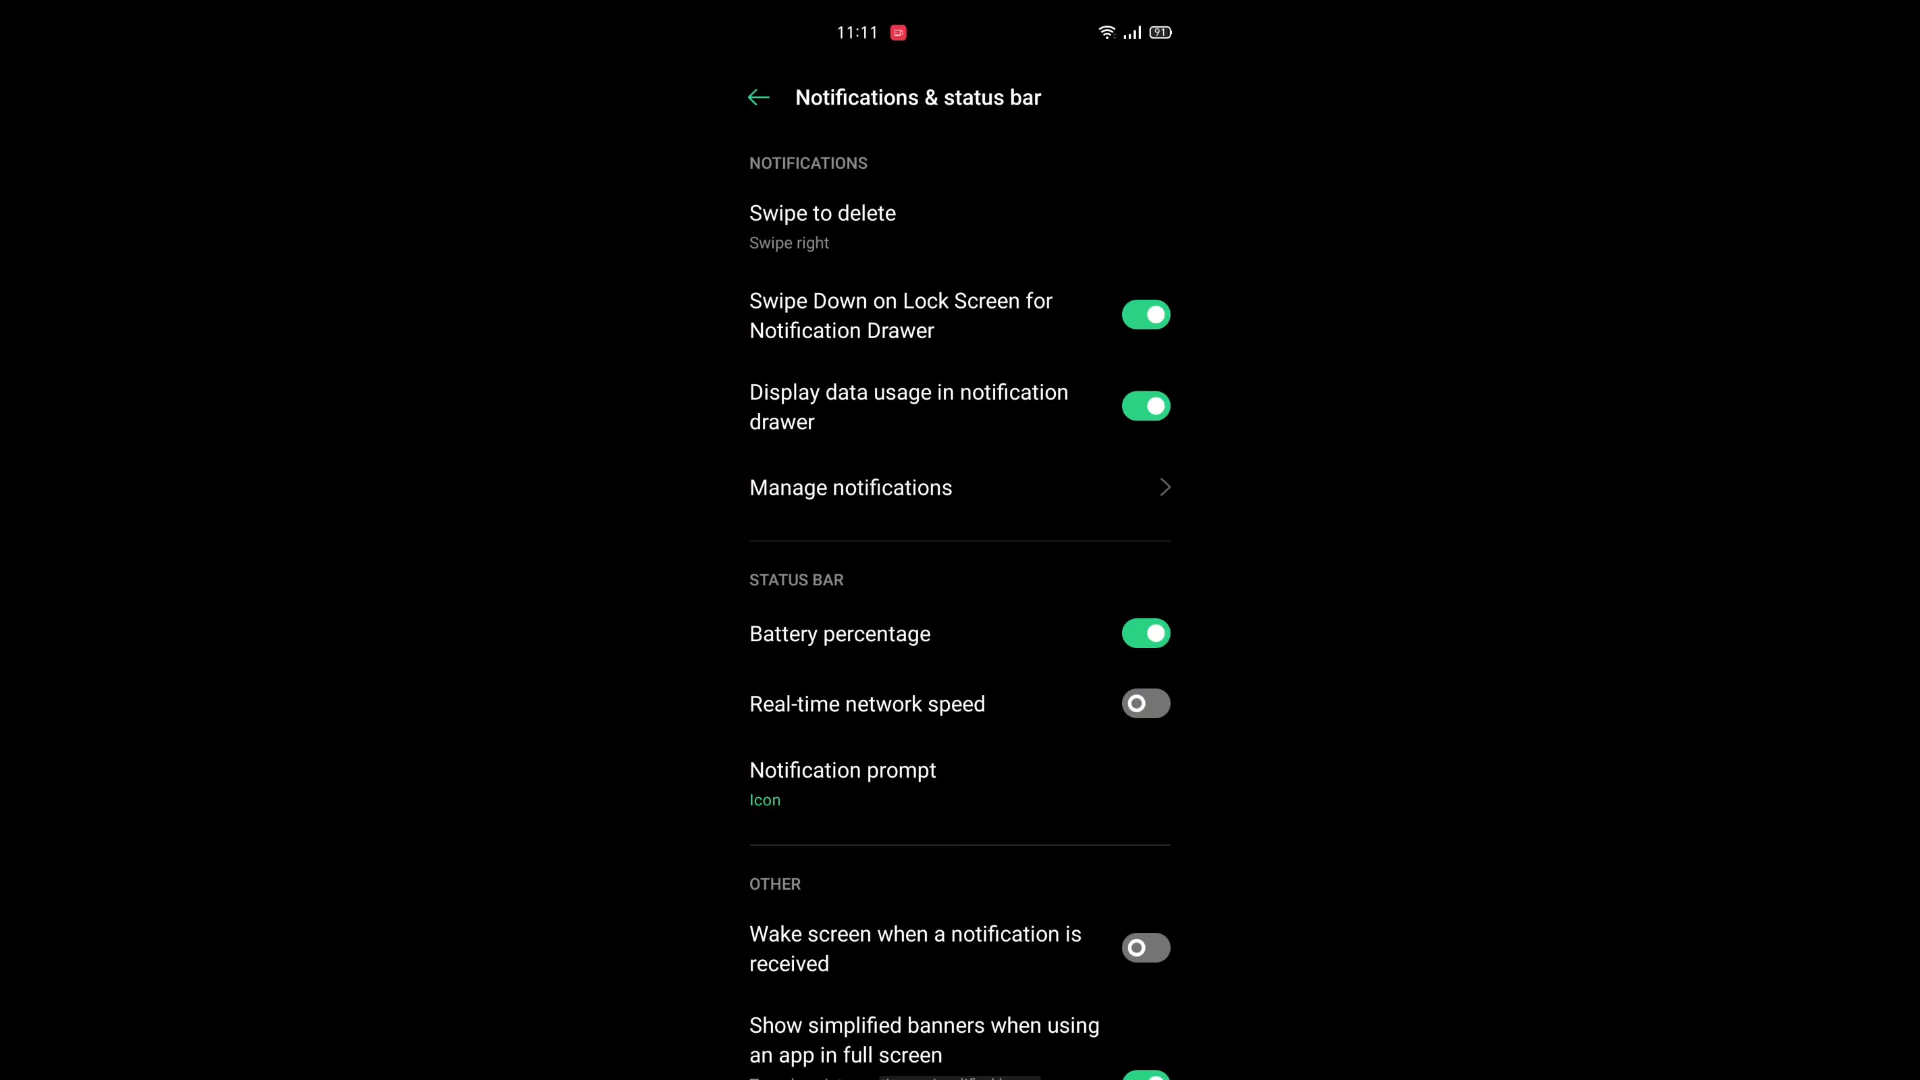 11:11
91
Notifications & status bar
NOTIFICATIONS
Swipe to delete
Swipe right
Swipe Down on Lock Screen for
Notification Drawer
Display data usage in notification
drawer
Manage notifications
STATUS BAR
Battery percentage
Real-time network speed
Notification prompt
Icon
OTHER
Wake screen when a notification is
received
Show simplified banners when using
an app in full screen